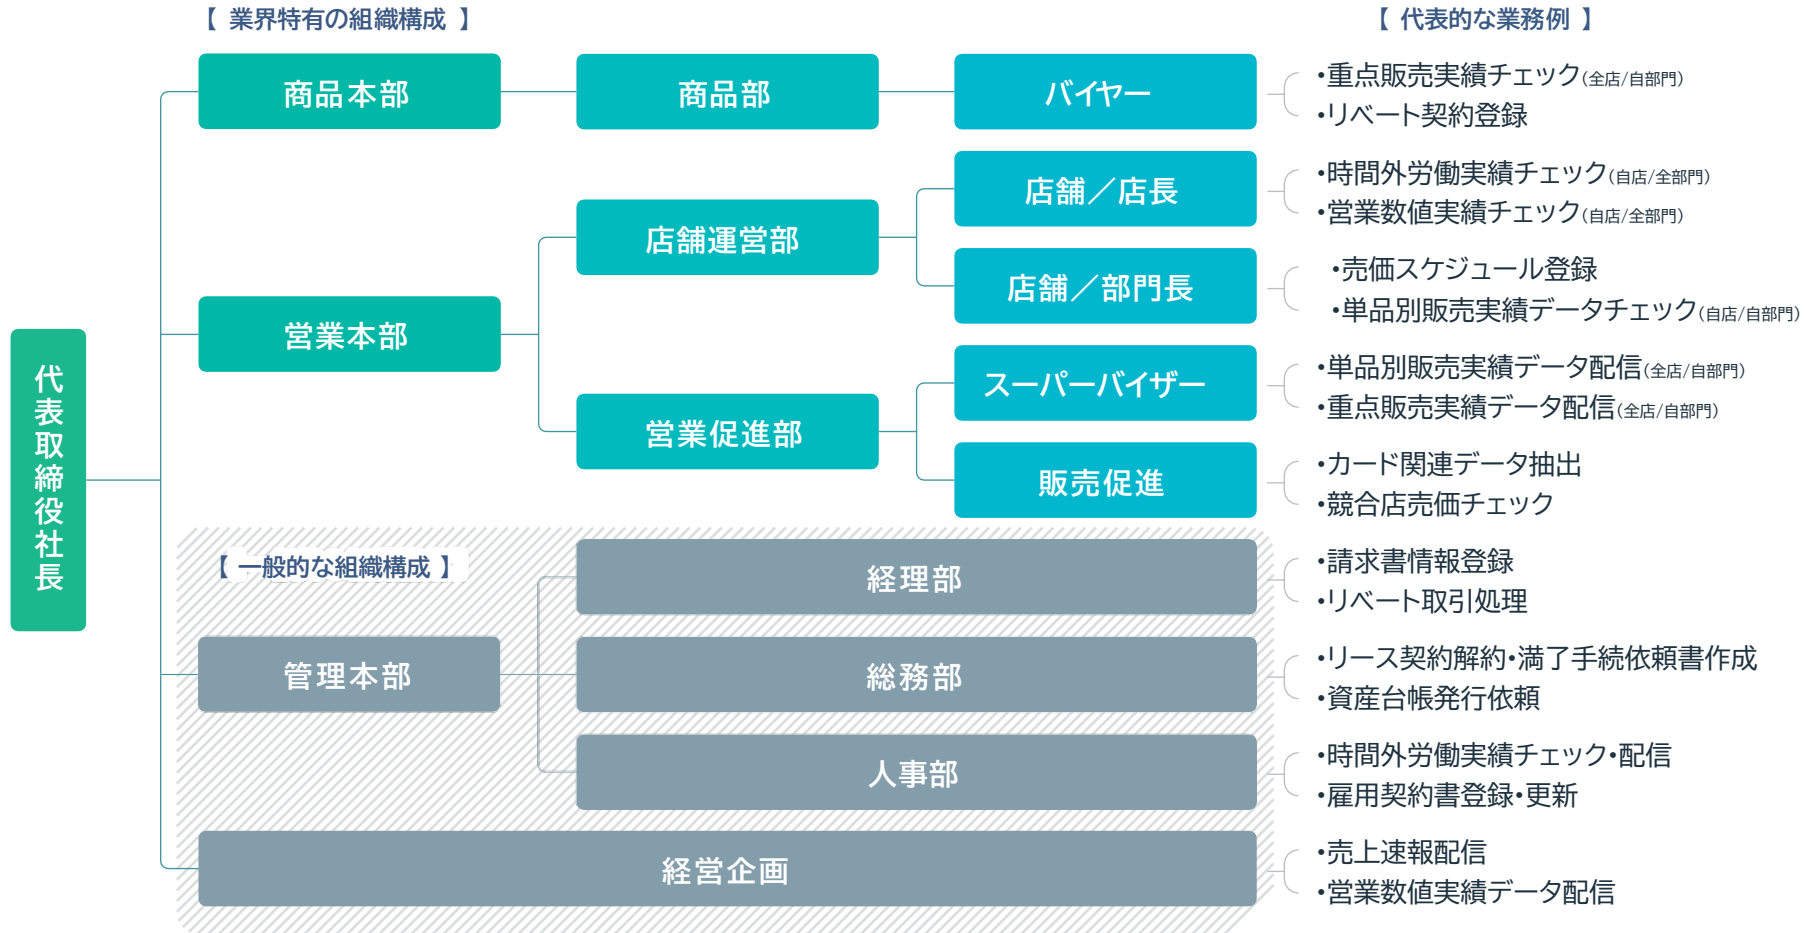 【 業界特有の組織構成 】
【 代表的な業務例 】
代表取締役社長
商品本部
商品部
バイヤー
・重点販売実績チェック(全店/自部門)
・リベート契約登録
営業本部
店舗運営部
店舗／店長
・時間外労働実績チェック(自店/全部門)
・営業数値実績チェック(自店/全部門)
店舗／部門長
・売価スケジュール登録
・単品別販売実績データチェック(自店/自部門)
営業促進部
スーパーバイザー
・単品別販売実績データ配信(全店/自部門)
・重点販売実績データ配信(全店/自部門)
販売促進
・カード関連データ抽出
・競合店売価チェック
【 一般的な組織構成 】
管理本部
経理部
・請求書情報登録
・リベート取引処理
総務部
・リース契約解約・満了手続依頼書作成
・資産台帳発行依頼
人事部
・時間外労働実績チェック・配信
・雇用契約書登録・更新
経営企画
・売上速報配信
・営業数値実績データ配信